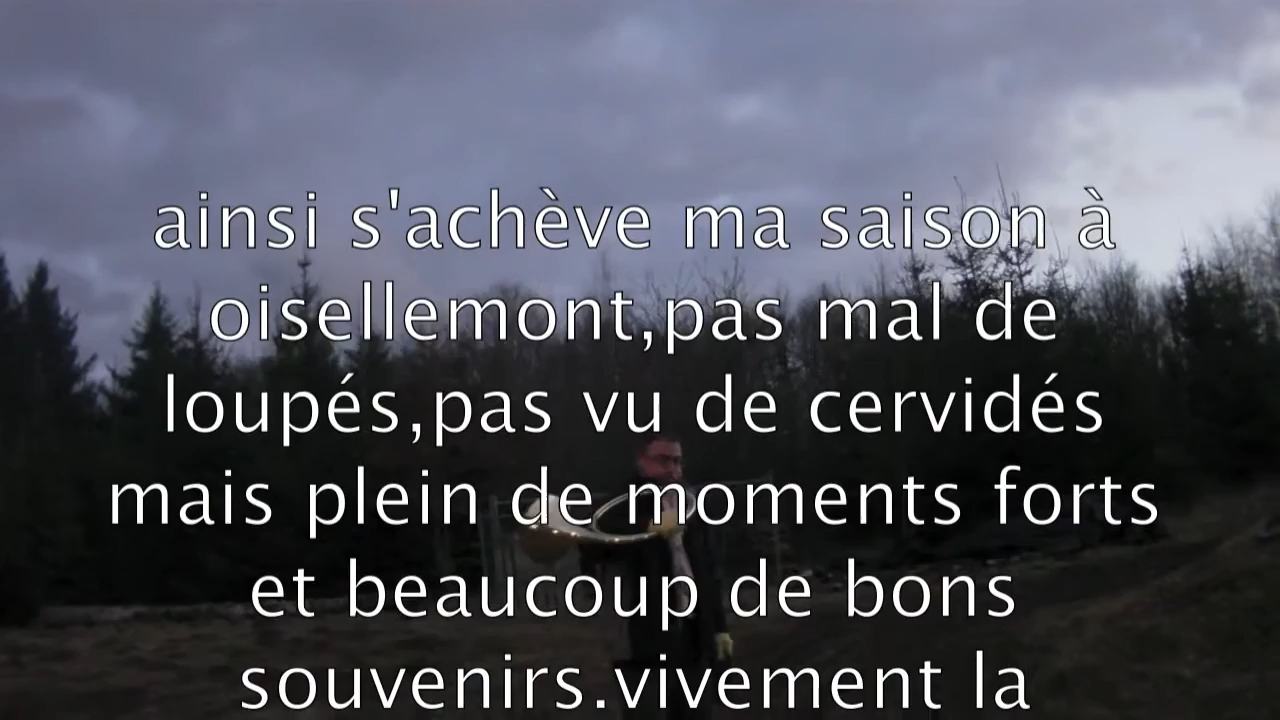 ainsi s'achève ma saison à
oisellemont,pas mal de
loupés,pas vu de cervidés
mais plein de moments forts
et beaucoup de bons
souvenirs.vivement la